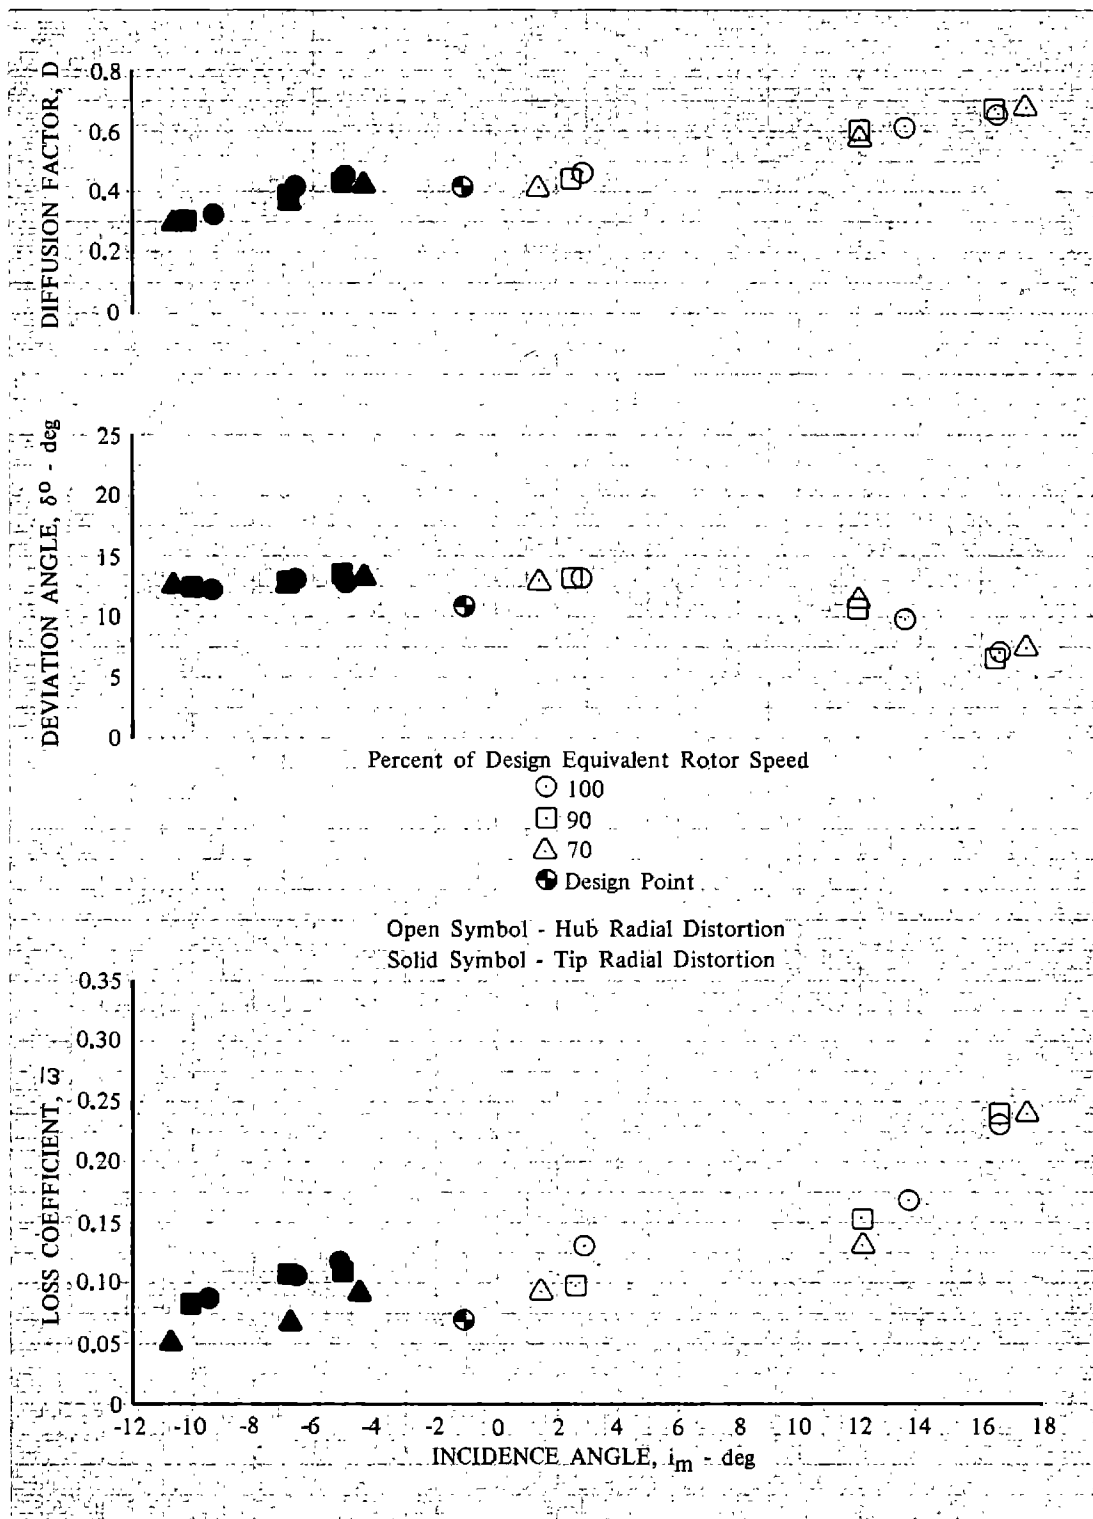 DIFFUSION FACTOR, D
0.8
0.6
0.4
0.2
0
DEVIATION ANGLE, δ° - deg
25
20
15
10
5
0
Percent of Design Equivalent Rotor Speed
100
90
70
Design Point
Open Symbol - Hub Radial Distortion
Solid Symbol - Tip Radial Distortion
LOSS COEFFICIENT, ω̄
0.35
0.30
0.25
0.20
0.15
0.10
0.05
0
-12 -10 -8 -6 -4 -2 0 2 4 6 8 10 12 14 16 18
INCIDENCE ANGLE, im - deg